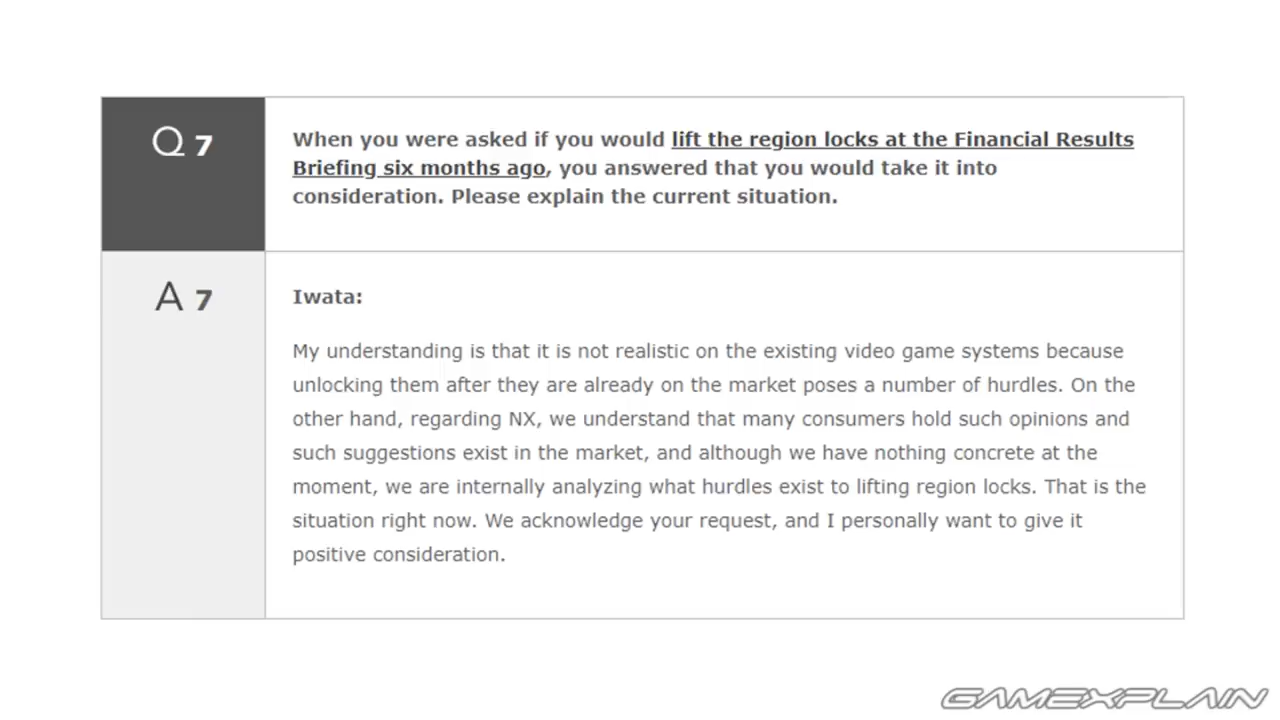 Q 7
When you were asked if you would lift the region locks at the Financial Results
Briefing six months ago, you answered that you would take it into
consideration. Please explain the current situation.
A 7
Iwata:
My understanding is that it is not realistic on the existing video game systems because
unlocking them after they are already on the market poses a number of hurdles. On the
other hand, regarding NX, we understand that many consumers hold such opinions and
such suggestions exist in the market, and although we have nothing concrete at the
moment, we are internally analyzing what hurdles exist to lifting region locks. That is the
situation right now. We acknowledge your request, and I personally want to give it
positive consideration.
GAMEXPLAIN